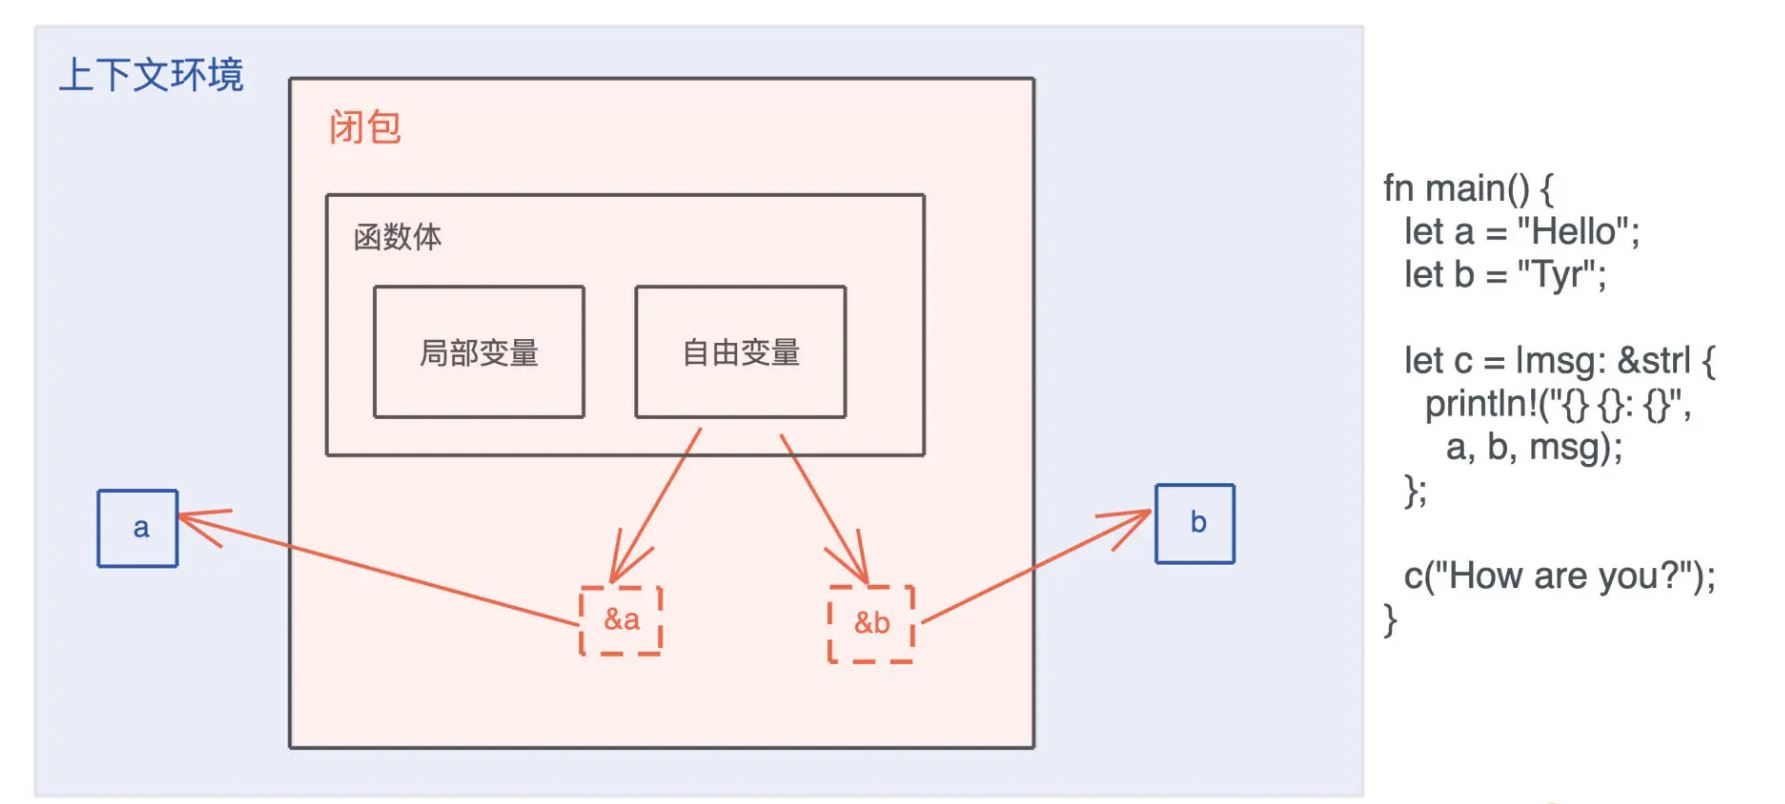 上下文环境
闭包
函数体
局部变量
自由变量
a
b
&a
&b
fn main() {
let a = "Hello";
let b = "Tyr";
let c = |msg: &str| {
println!("{} {}: {}",
a, b, msg);
};
c("How are you?");
}